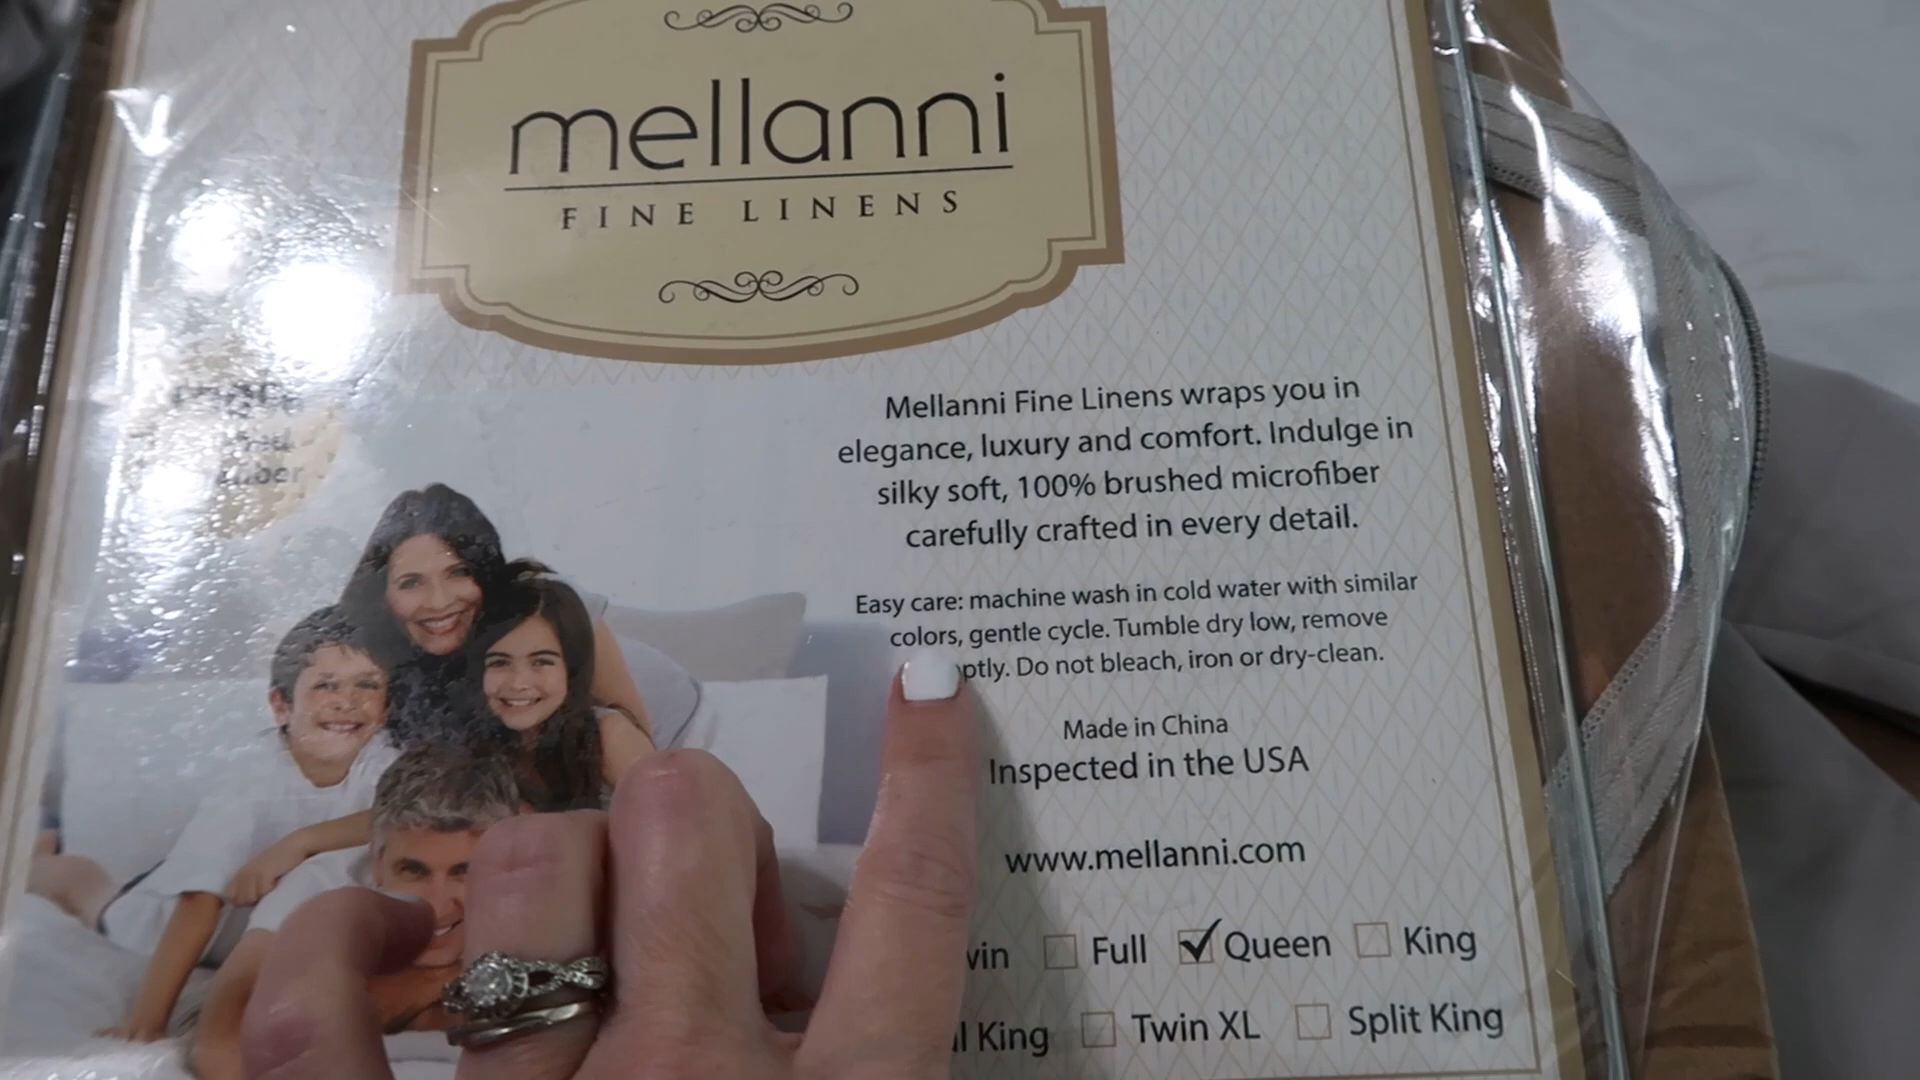 mellanni
FINE LINENS
Mellanni Fine Linens wraps you in
elegance, luxury and comfort. Indulge in
silky soft, 100% brushed microfiber
carefully crafted in every detail.
Easy care: machine wash in cold water with similar
colors, gentle cycle. Tumble dry low, remove
ptly. Do not bleach, iron or dry-clean.
Made in China
Inspected in the USA
www.mellanni.com
Full Queen King
King Twin XL Split King